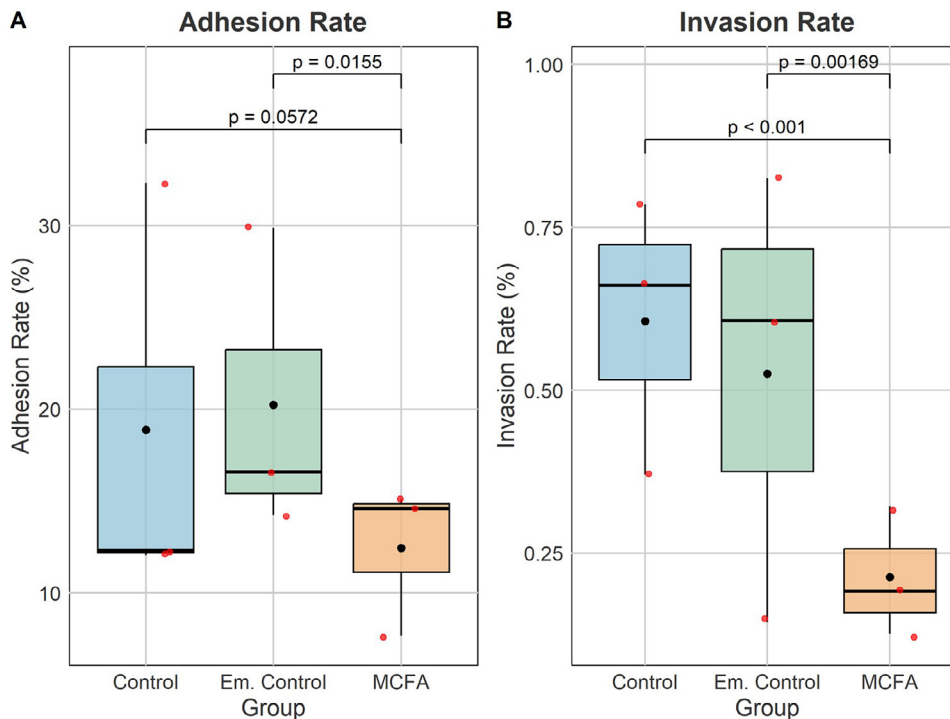 A
Adhesion Rate
p = 0.0155
p = 0.0572
30
20
10
Adhesion Rate (%)
Control
Em. Control
MCFA
Group
B
Invasion Rate
p = 0.00169
p < 0.001
1.00
0.75
0.50
0.25
Invasion Rate (%)
Control
Em. Control
MCFA
Group